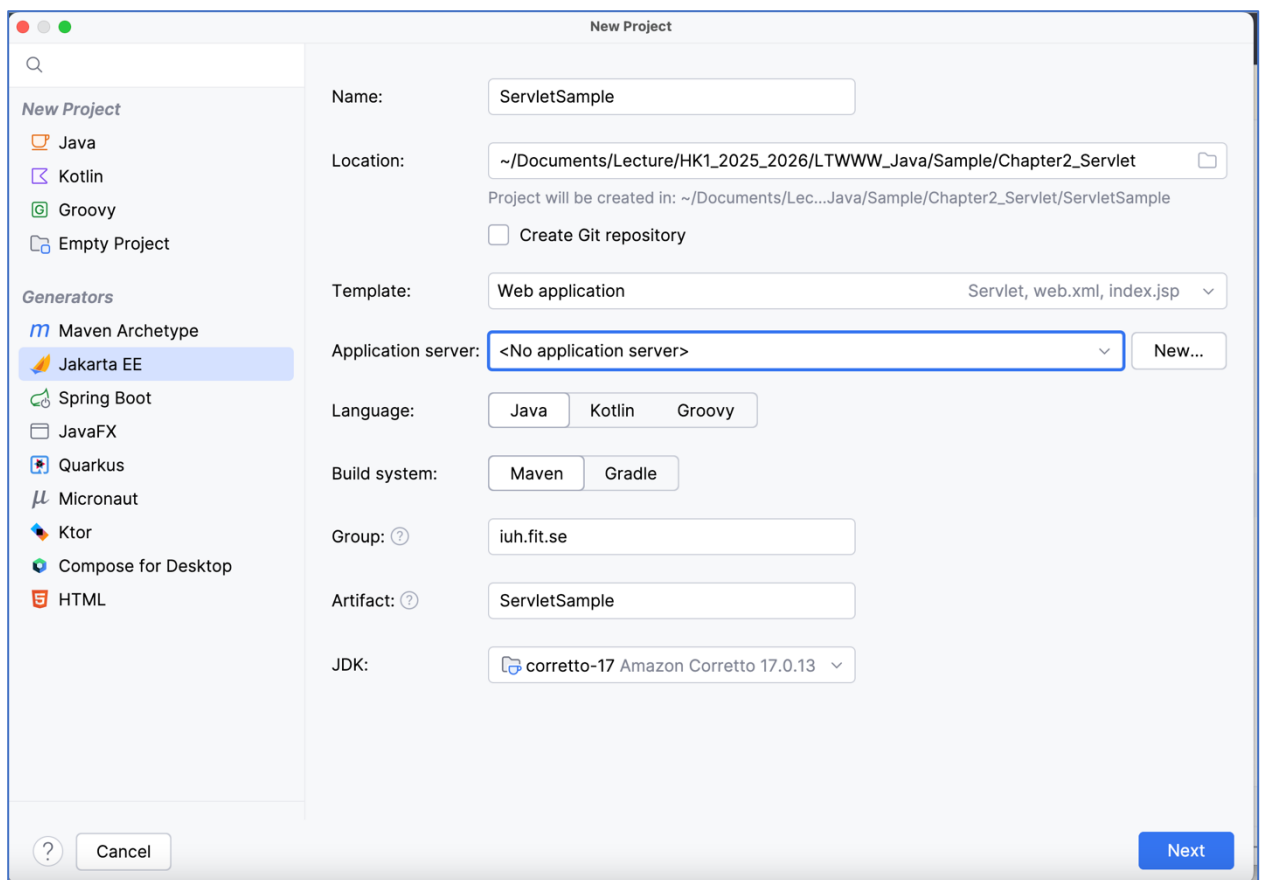 New Project
New Project
Java
Kotlin
Groovy
Empty Project
Generators
Maven Archetype
Jakarta EE
Spring Boot
JavaFX
Quarkus
Micronaut
Ktor
Compose for Desktop
HTML
Name: ServletSample
Location: ~/Documents/Lecture/HK1_2025_2026/LTWWW_Java/Sample/Chapter2_Servlet
Project will be created in: ~/Documents/Lec...Java/Sample/Chapter2_Servlet/ServletSample
Create Git repository
Template: Web application Servlet, web.xml, index.jsp
Application server: <No application server> New...
Language: Java Kotlin Groovy
Build system: Maven Gradle
Group: ? iuh.fit.se
Artifact: ? ServletSample
JDK: corretto-17 Amazon Corretto 17.0.13
? Cancel Next